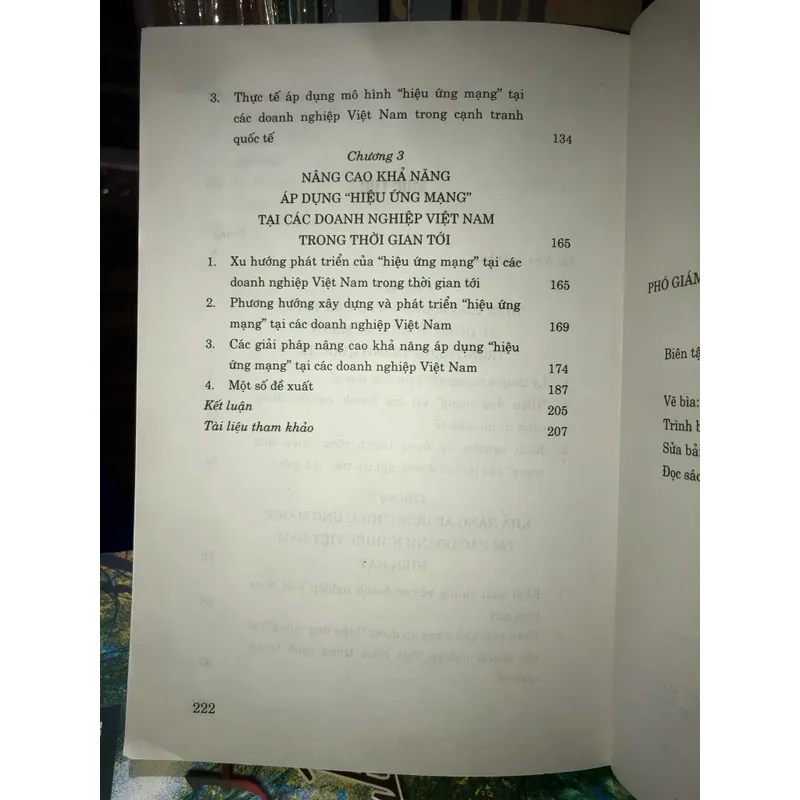 3. Thực tế áp dụng mô hình “hiệu ứng mạng” tại
các doanh nghiệp Việt Nam trong cạnh tranh
quốc tế 134
Chương 3
NÂNG CAO KHẢ NĂNG
ÁP DỤNG “HIỆU ỨNG MẠNG”
TẠI CÁC DOANH NGHIỆP VIỆT NAM
TRONG THỜI GIAN TỚI 165
1. Xu hướng phát triển của “hiệu ứng mạng” tại các
doanh nghiệp Việt Nam trong thời gian tới 165
2. Phương hướng xây dựng và phát triển “hiệu ứng
mạng” tại các doanh nghiệp Việt Nam 169
3. Các giải pháp nâng cao khả năng áp dụng “hiệu
ứng mạng” tại các doanh nghiệp Việt Nam 174
4. Một số đề xuất 187
Kết luận 205
Tài liệu tham khảo 207
222
PHÓ GIÁM
Biên tậ
Vẽ bìa:
Trình b
Sửa bả
Đọc sác